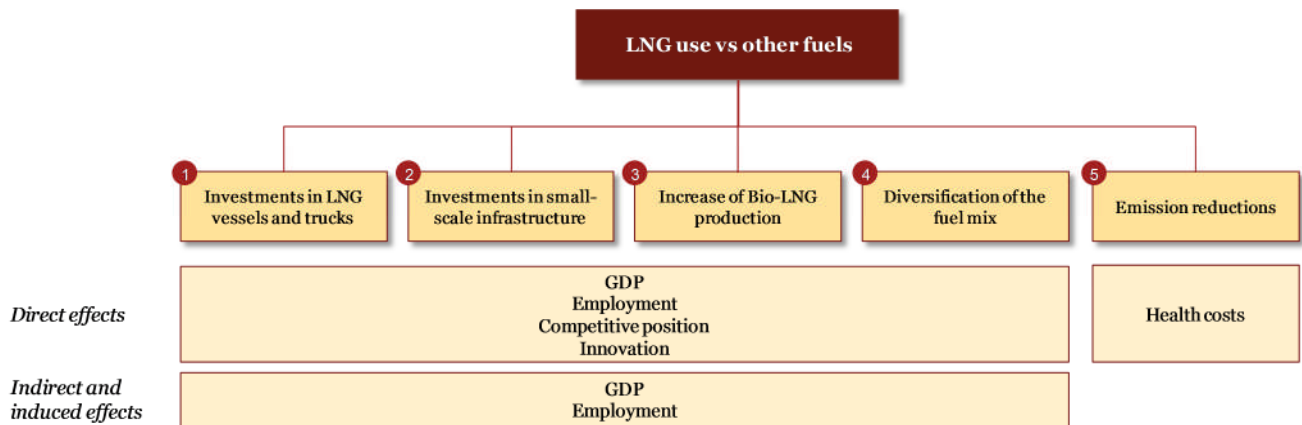 LNG use vs other fuels
1
Investments in LNG
vessels and trucks
2
Investments in small-
scale infrastructure
3
Increase of Bio-LNG
production
4
Diversification of the
fuel mix
5
Emission reductions
Direct effects
GDP
Employment
Competitive position
Innovation
Health costs
Indirect and
induced effects
GDP
Employment